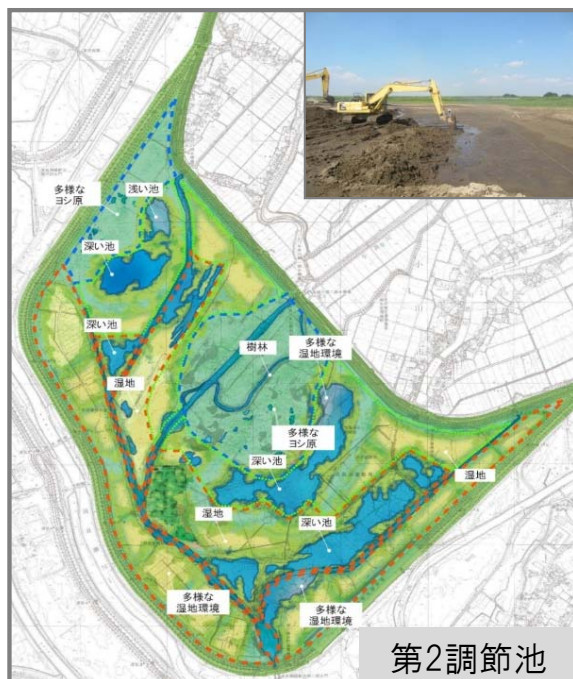 多様な
ヨシ原
浅い池
深い池
深い池
湿地
樹林
多様な
湿地環境
多様な
ヨシ原
深い池
湿地
湿地
深い池
多様な
湿地環境
多様な
湿地環境
第2調節池